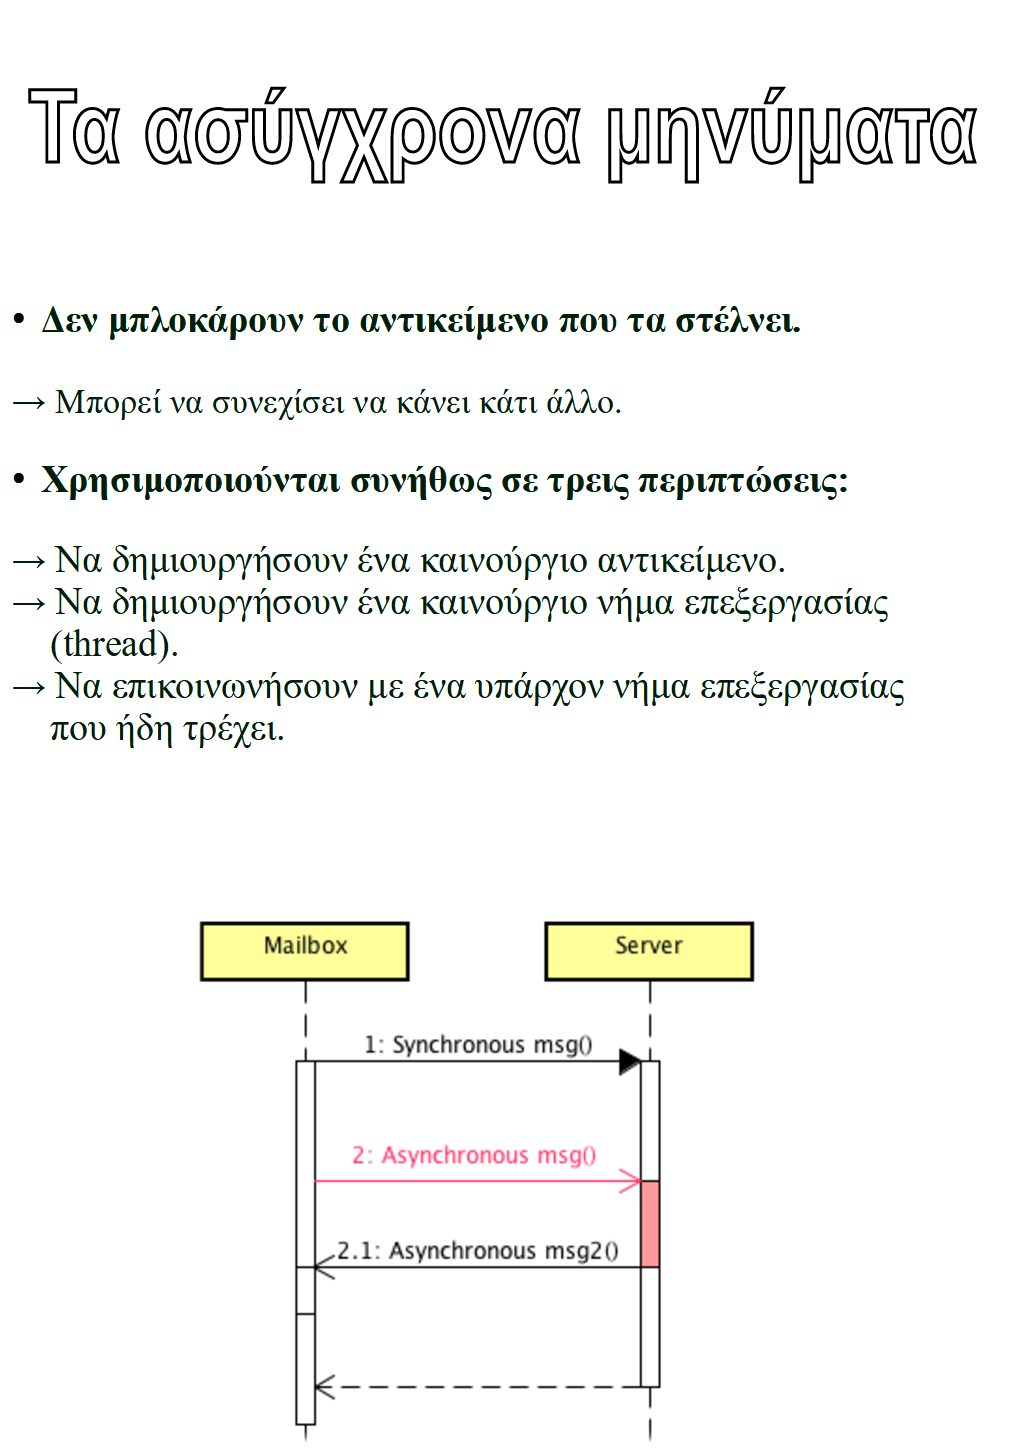 Τα ασύγχρονα μηνύματα
• Δεν μπλοκάρουν το αντικείμενο που τα στέλνει.
→ Μπορεί να συνεχίσει να κάνει κάτι άλλο.
• Χρησιμοποιούνται συνήθως σε τρεις περιπτώσεις:
→ Να δημιουργήσουν ένα καινούργιο αντικείμενο.
→ Να δημιουργήσουν ένα καινούργιο νήμα επεξεργασίας
(thread).
→ Να επικοινωνήσουν με ένα υπάρχον νήμα επεξεργασίας
που ήδη τρέχει.
Mailbox
Server
1: Synchronous msg()
2: Asynchronous msg()
2.1: Asynchronous msg2()